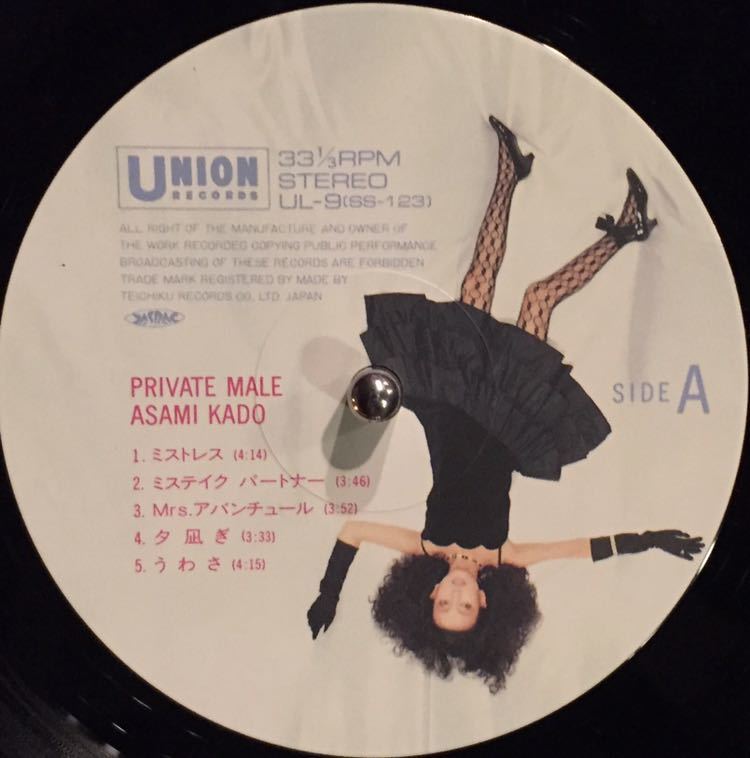 UNION
RECORDS
33⅓RPM
STEREO
UL-9(SS-123)
ALL RIGHT OF THE MANUFACTURE AND OWNER OF
THE WORK RECORDED COPYING PUBLIC PERFORMANCE
BROADCASTING OF THESE RECORDS ARE FORBIDDEN
TRADE MARK REGISTERED BY MADE BY
TEICHIKU RECORDS CO., LTD. JAPAN
JASRAC
PRIVATE MALE
ASAMI KADO
SIDE A
1. ミストレス (4:14)
2. ミステイク パートナー (3:46)
3. Mrs.アバンチュール (3:52)
4. 夕凪ぎ (3:33)
5. うわさ (4:15)